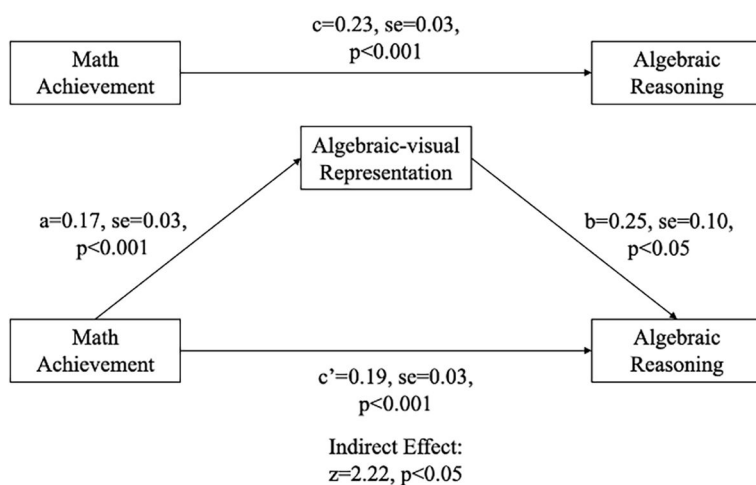 c=0.23, se=0.03,
p<0.001
Math
Achievement
Algebraic
Reasoning
Algebraic-visual
Representation
a=0.17, se=0.03,
p<0.001
b=0.25, se=0.10,
p<0.05
Math
Achievement
Algebraic
Reasoning
c’=0.19, se=0.03,
p<0.001
Indirect Effect:
z=2.22, p<0.05